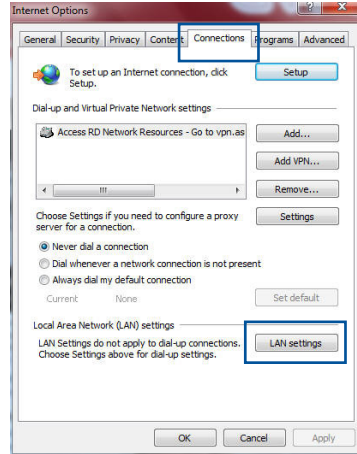 Internet Options
General Security Privacy Content Connections Programs Advanced
To set up an Internet connection, click Setup.
Setup
Dial-up and Virtual Private Network settings
Access RD Network Resources - Go to vpn.as
Add...
Add VPN...
Remove...
Choose Settings if you need to configure a proxy
server for a connection.
Settings
Never dial a connection
Dial whenever a network connection is not present
Always dial my default connection
Current None
Set default
Local Area Network (LAN) settings
LAN Settings do not apply to dial-up connections.
Choose Settings above for dial-up settings.
LAN settings
OK Cancel Apply